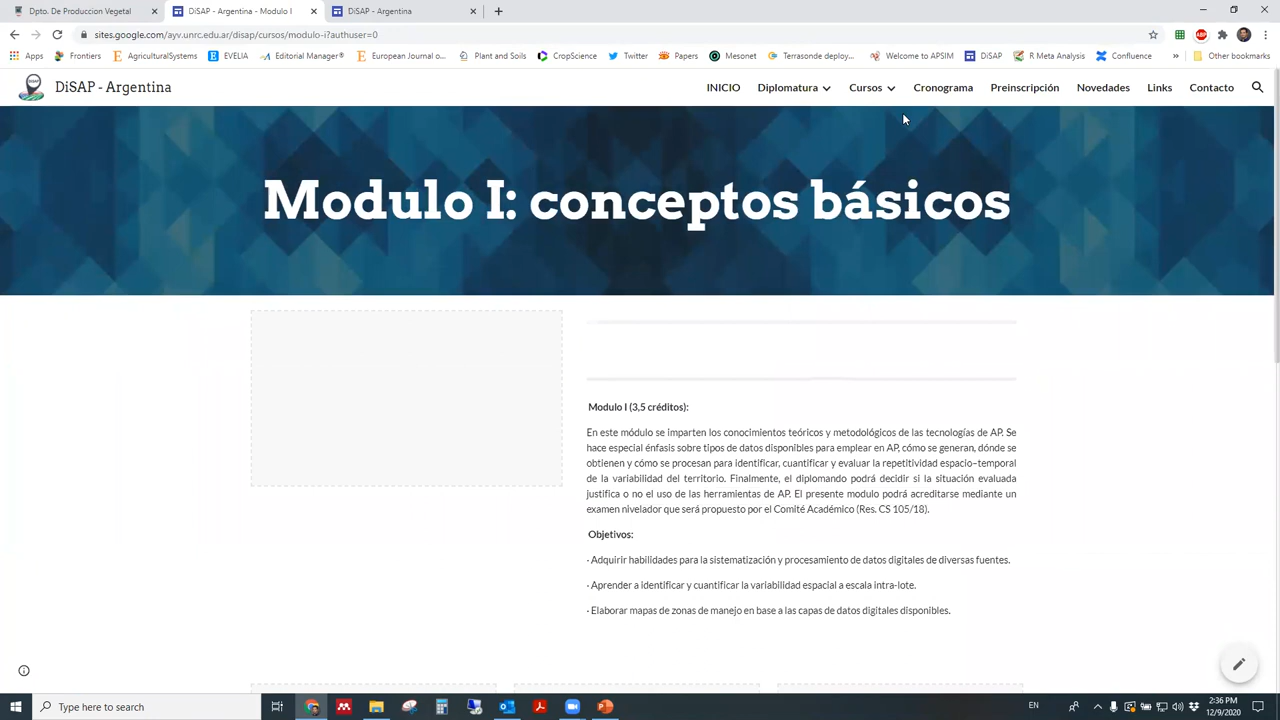 Dpto. De Produccion Vegetal
DiSAP - Argentina - Modulo I
DiSAP - Argentina
sites.google.com/ayv.unrc.edu.ar/disap/cursos/modulo-i?authuser=0
ABP
Apps
Frontiers
AgriculturalSystems
EVELIA
Editorial Manager®
European Journal o...
Plant and Soils
CropScience
Twitter
Papers
Mesonet
Terrasonde deploy...
Welcome to APSIM
DiSAP
R Meta Analysis
Confluence
»
Other bookmarks
DiSAP - Argentina
INICIO
Diplomatura
Cursos
Cronograma
Preinscripción
Novedades
Links
Contacto
Modulo I: conceptos básicos
Modulo I (3,5 créditos):
En este módulo se imparten los conocimientos teóricos y metodológicos de las tecnologías de AP. Se
hace especial énfasis sobre tipos de datos disponibles para emplear en AP, cómo se generan, dónde se
obtienen y cómo se procesan para identificar, cuantificar y evaluar la repetitividad espacio–temporal
de la variabilidad del territorio. Finalmente, el diplomando podrá decidir si la situación evaluada
justifica o no el uso de las herramientas de AP. El presente modulo podrá acreditarse mediante un
examen nivelador que será propuesto por el Comité Académico (Res. CS 105/18).
Objetivos:
· Adquirir habilidades para la sistematización y procesamiento de datos digitales de diversas fuentes.
· Aprender a identificar y cuantificar la variabilidad espacial a escala intra-lote.
· Elaborar mapas de zonas de manejo en base a las capas de datos digitales disponibles.
Type here to search
EN
2:36 PM
12/9/2020